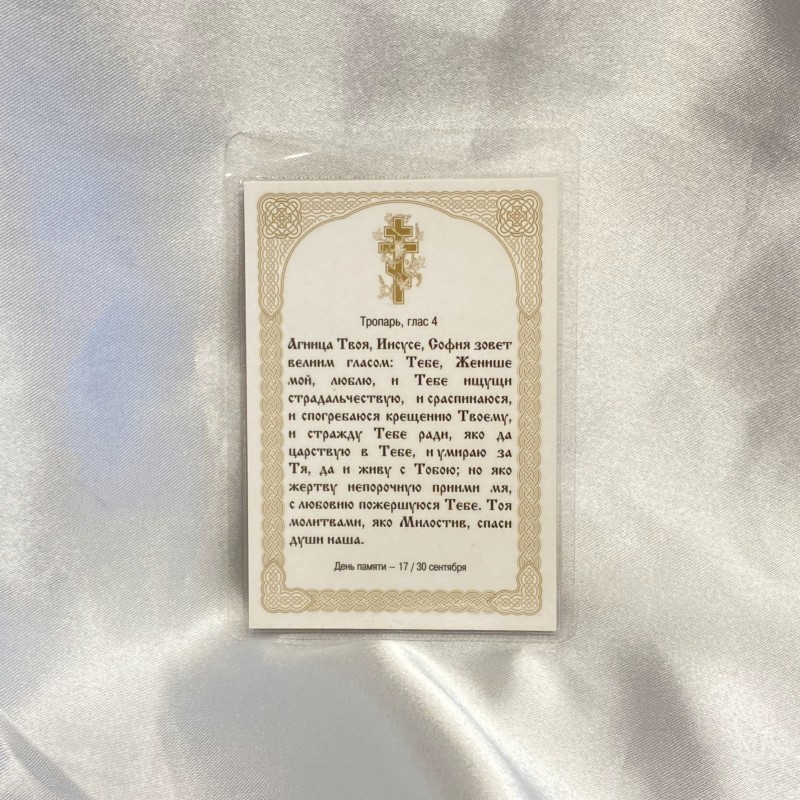 Тропарь, глас 4
Агница Твоя, Иисусе, София зовет
велиим гласом: Тебе, Женише
мой, люблю, и Тебе ищущи
страдальчествую, и сраспинаюся,
и спогребаюся крещению Твоему,
и стражду Тебе ради, яко да
царствую в Тебе, и умираю за
Тя, да и живу с Тобою; но яко
жертву непорочную приими мя,
с любовию пожершуюся Тебе. Тоя
молитвами, яко Милостив, спаси
души наша.
День памяти – 17 / 30 сентября